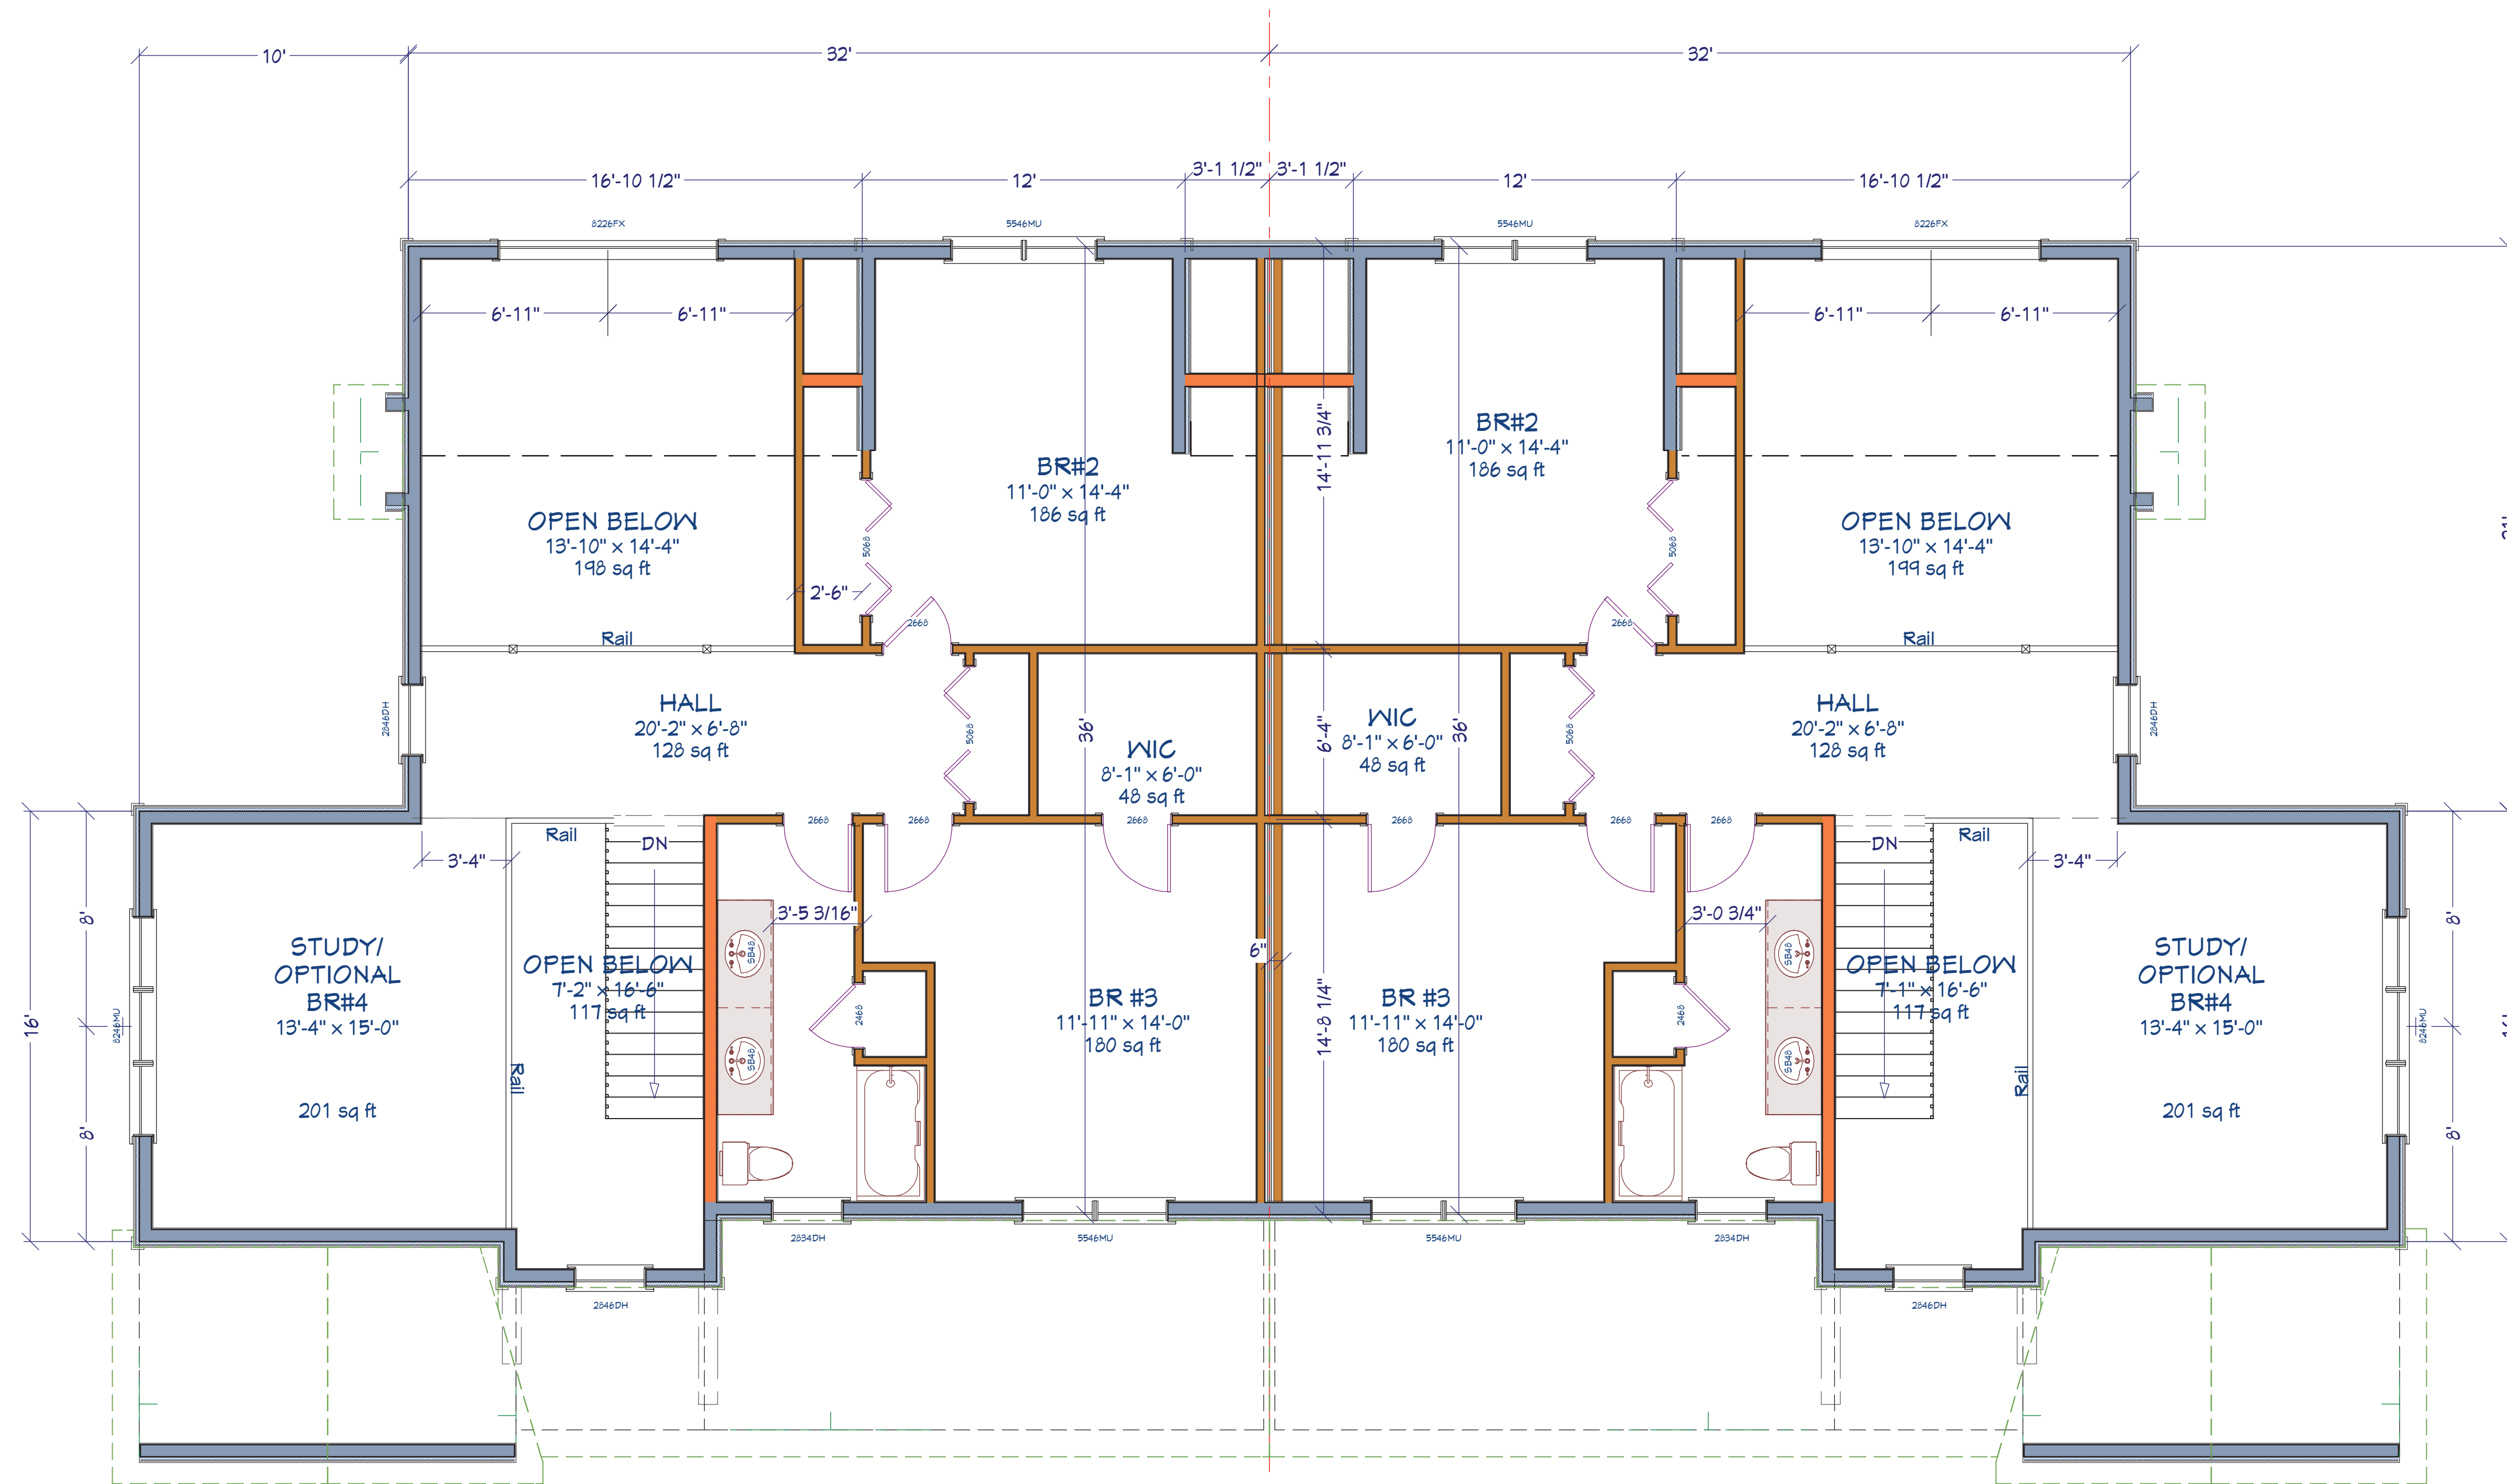 10'
32'
32'
16'-10 1/2"
12'
3'-1 1/2"
3'-1 1/2"
12'
16'-10 1/2"
8226FX
5546MU
5546MU
8226FX
6'-11"
6'-11"
6'-11"
6'-11"
BR#2
11'-0" x 14'-4"
186 sq ft
14'-11 3/4"
BR#2
11'-0" x 14'-4"
186 sq ft
OPEN BELOW
13'-10" x 14'-4"
198 sq ft
5068
5068
OPEN BELOW
13'-10" x 14'-4"
199 sq ft
2'-6"
2668
2668
Rail
Rail
2846DH
HALL
20'-2" x 6'-8"
128 sq ft
5068
36'
WIC
8'-1" x 6'-0"
48 sq ft
6'-4"
WIC
8'-1" x 6'-0"
48 sq ft
36'
5068
HALL
20'-2" x 6'-8"
128 sq ft
2846DH
2668
2668
2668
2668
2668
2668
Rail
DN
DN
Rail
3'-4"
3'-4"
16'
8'
8'
8246MU
STUDY/
OPTIONAL
BR#4
13'-4" x 15'-0"
201 sq ft
OPEN BELOW
7'-2" x 16'-6"
117 sq ft
Rail
3'-5 3/16"
SB48
SB48
2468
BR #3
11'-11" x 14'-0"
180 sq ft
6"
14'-8 1/4"
BR #3
11'-11" x 14'-0"
180 sq ft
3'-0 3/4"
2468
SB48
SB48
OPEN BELOW
7'-1" x 16'-6"
117 sq ft
Rail
STUDY/
OPTIONAL
BR#4
13'-4" x 15'-0"
201 sq ft
8246MU
8'
8'
2834DH
5546MU
5546MU
2834DH
2846DH
2846DH